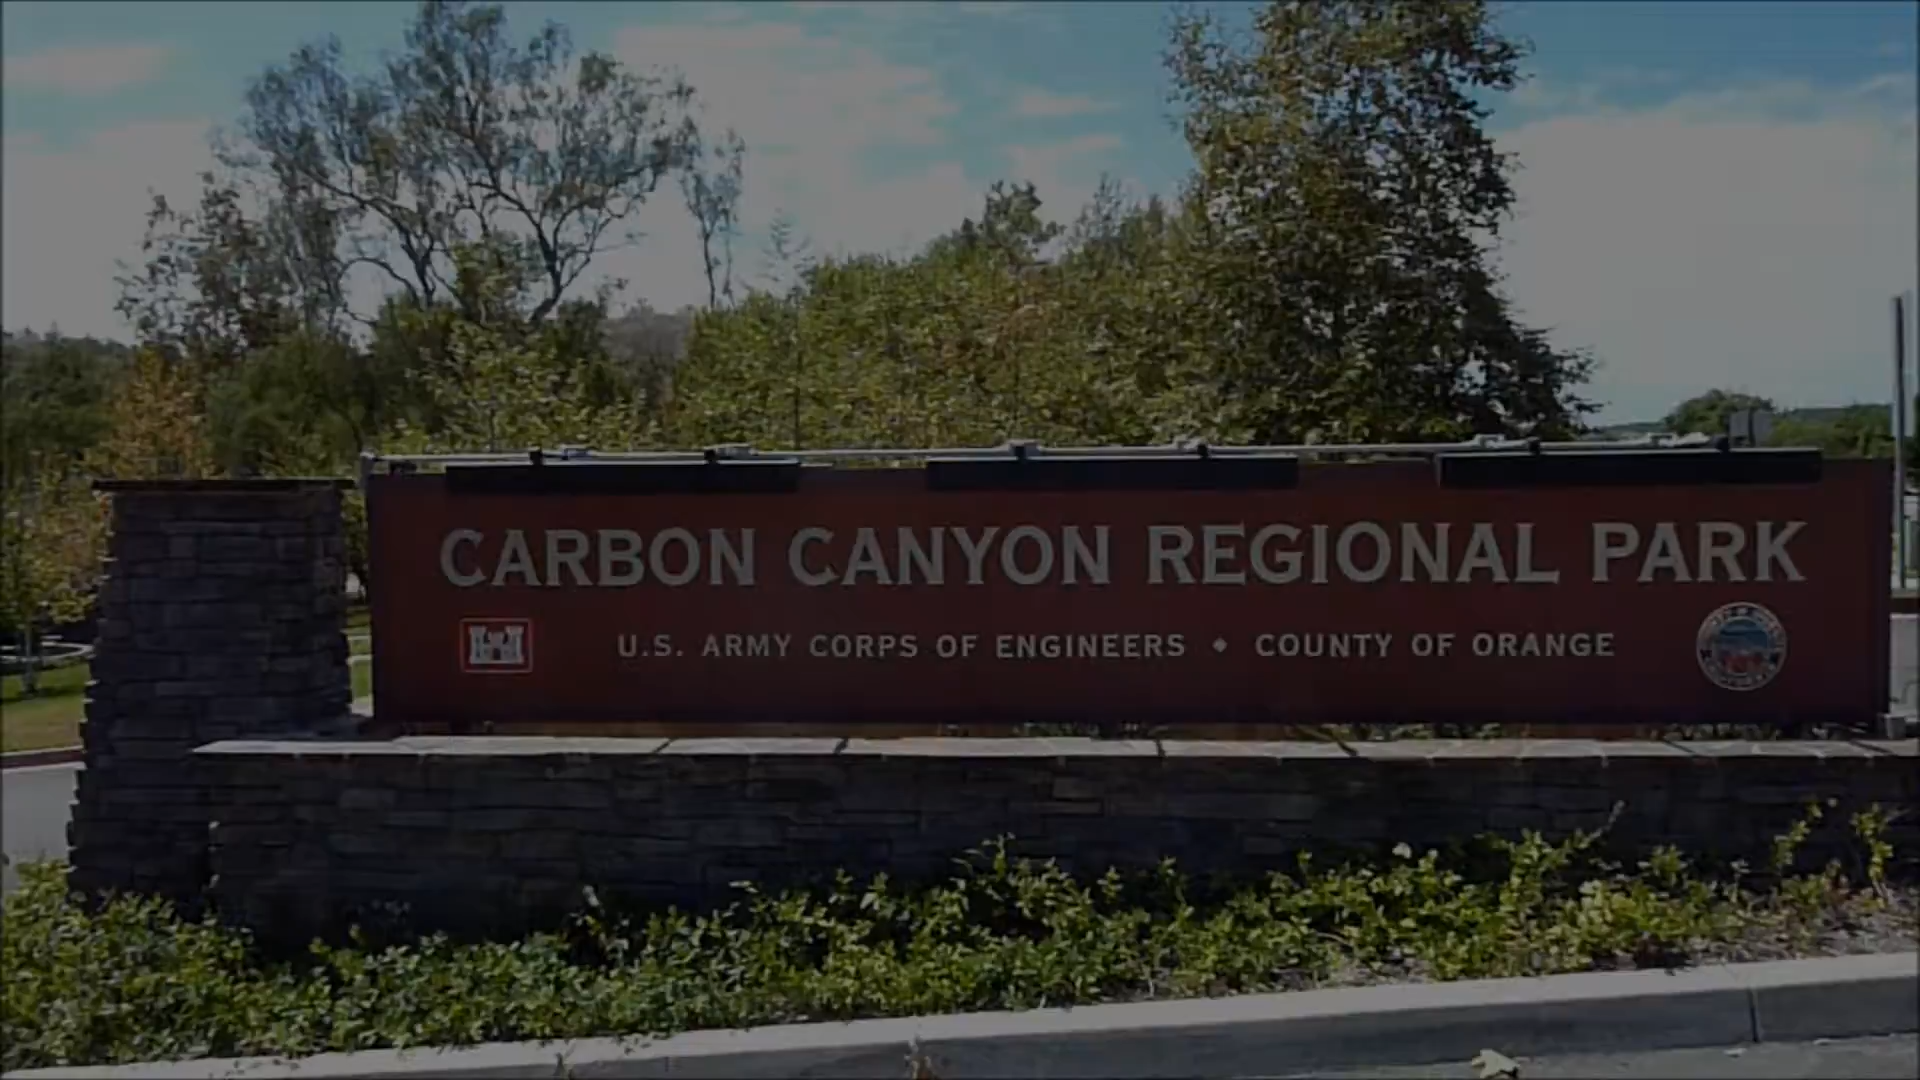 CARBON CANYON REGIONAL PARK
U.S. ARMY CORPS OF ENGINEERS ◆ COUNTY OF ORANGE